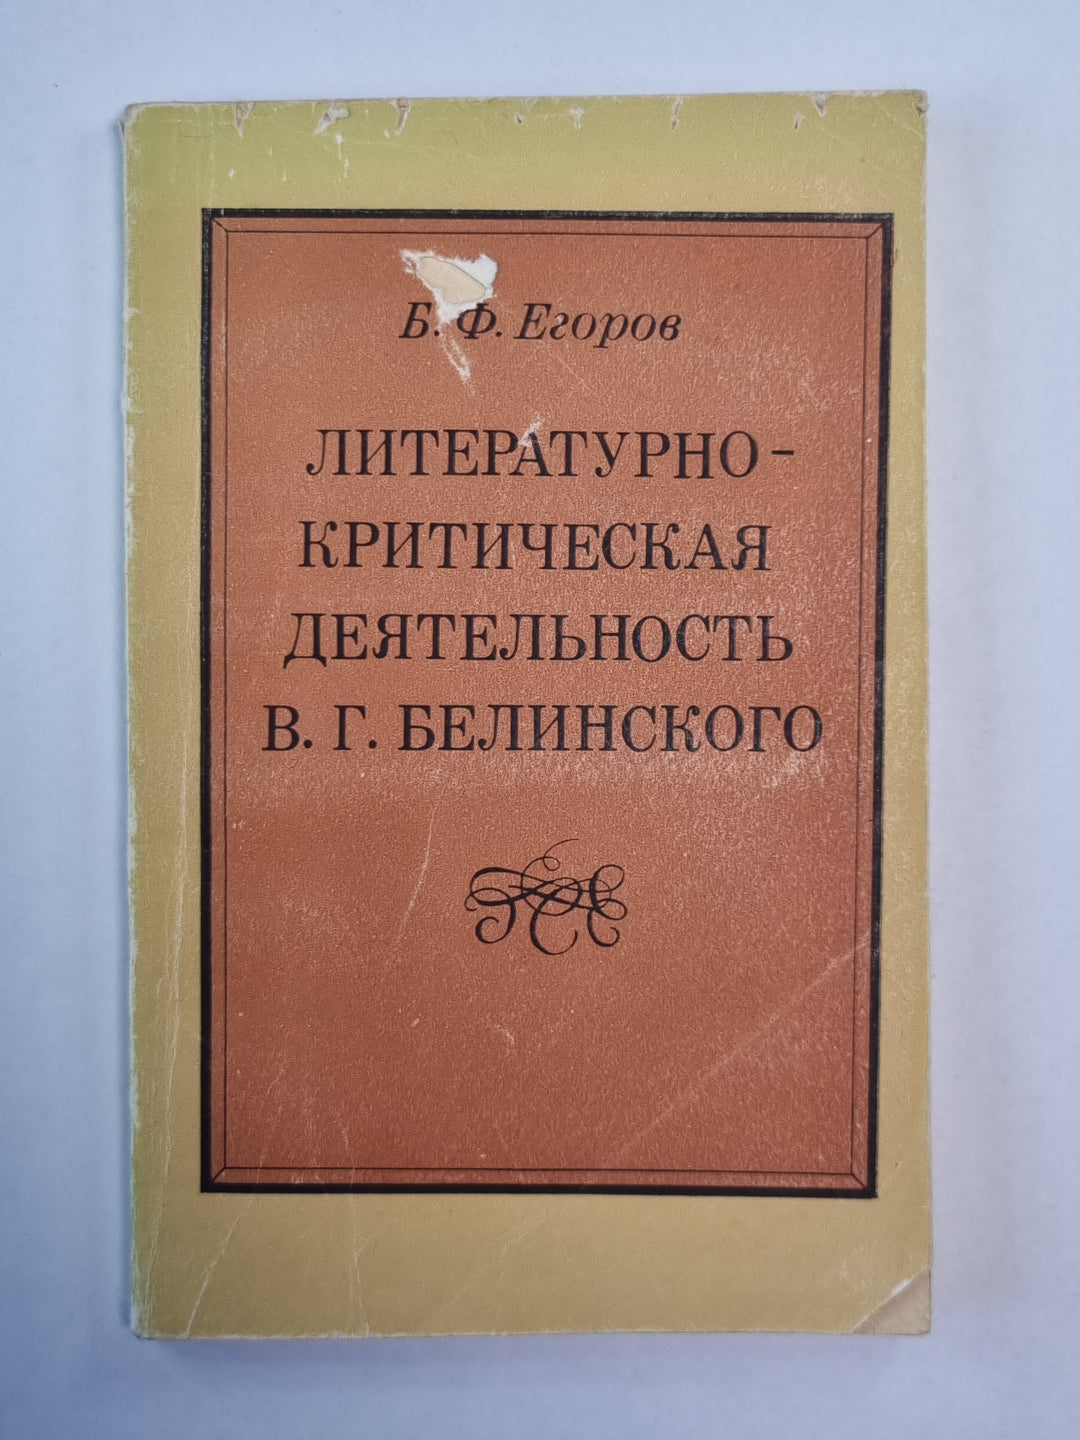 Б. Ф. Егоров
ЛИТЕРАТУРНО-
КРИТИЧЕСКАЯ
ДЕЯТЕЛЬНОСТЬ
В. Г. БЕЛИНСКОГО